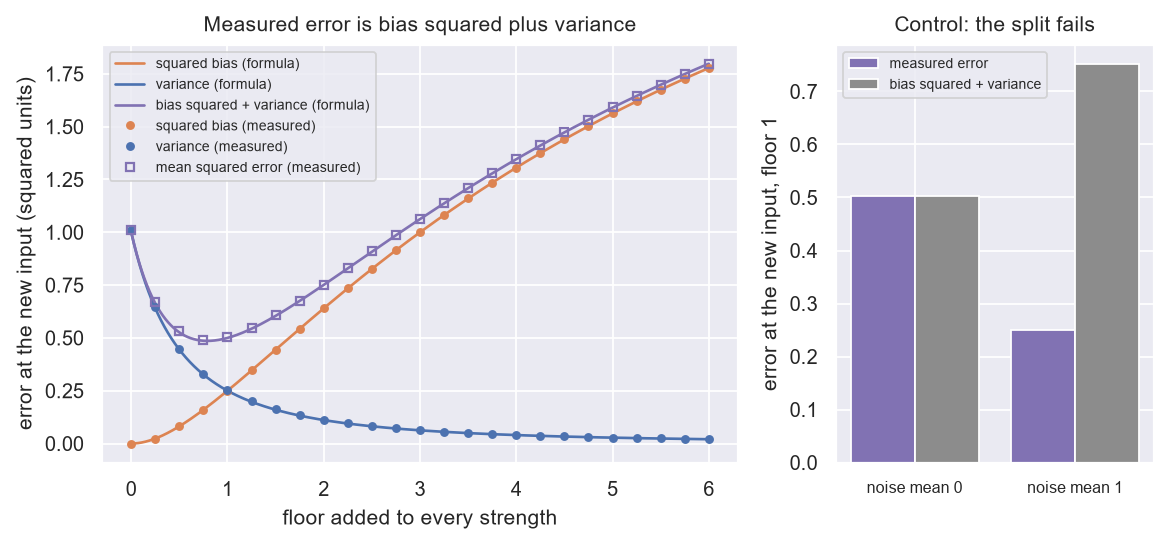 Measured error is bias squared plus variance
squared bias (formula)
variance (formula)
bias squared + variance (formula)
squared bias (measured)
variance (measured)
mean squared error (measured)
error at the new input (squared units)
1.75
1.50
1.25
1.00
0.75
0.50
0.25
0.00
0 1 2 3 4 5 6
floor added to every strength
Control: the split fails
measured error
bias squared + variance
error at the new input, floor 1
0.7
0.6
0.5
0.4
0.3
0.2
0.1
0.0
noise mean 0 noise mean 1